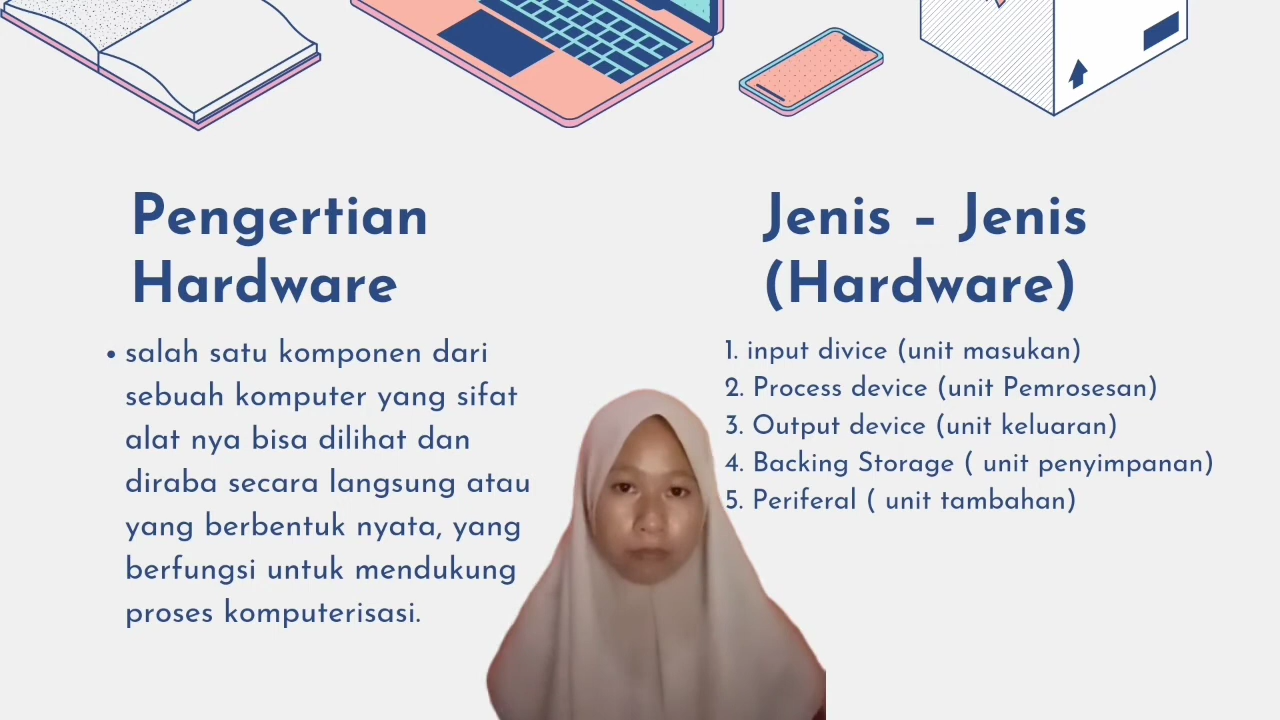 Pengertian
Hardware
• salah satu komponen dari
sebuah komputer yang sifat
alat nya bisa dilihat dan
diraba secara langsung atau
yang berbentuk nyata, yang
berfungsi untuk mendukung
proses komputerisasi.
Jenis – Jenis
(Hardware)
1. input divice (unit masukan)
2. Process device (unit Pemrosesan)
3. Output device (unit keluaran)
4. Backing Storage ( unit penyimpanan)
5. Periferal ( unit tambahan)